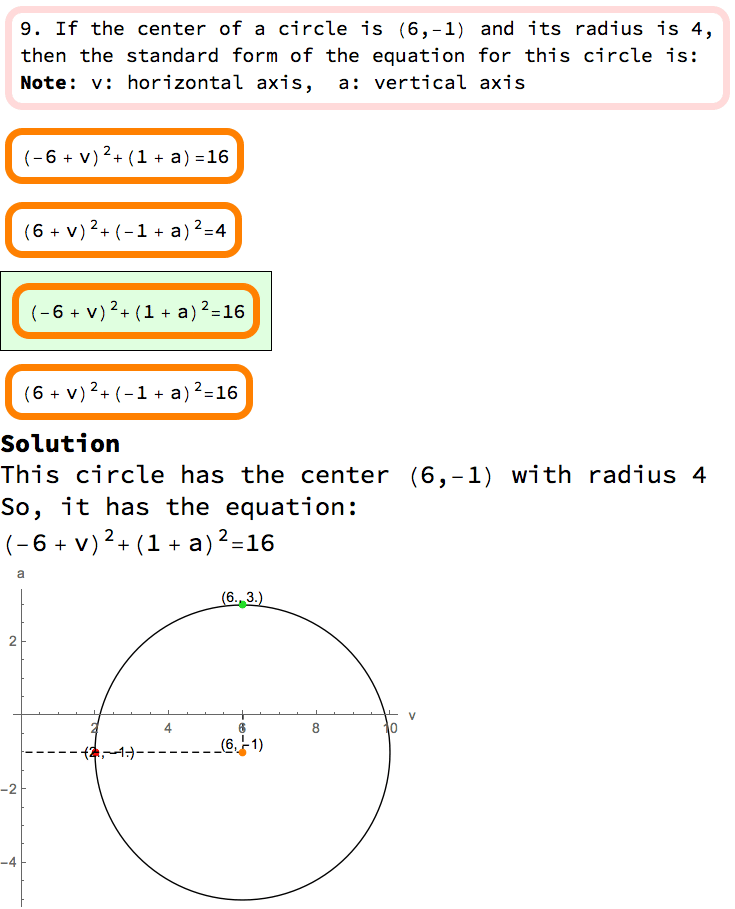 9. If the center of a circle is (6,-1) and its radius is 4,
then the standard form of the equation for this circle is:
Note: v: horizontal axis,  a: vertical axis
(-6 + v)²+(1 + a)=16
(6 + v)²+(-1 + a)²=4
(-6 + v)²+(1 + a)²=16
(6 + v)²+(-1 + a)²=16
Solution
This circle has the center (6,-1) with radius 4
So, it has the equation:
(-6 + v)²+(1 + a)²=16
a
(6., 3.)
2
v
2 4 6 8 10
(2., -1.) (6, -1)
-2
-4